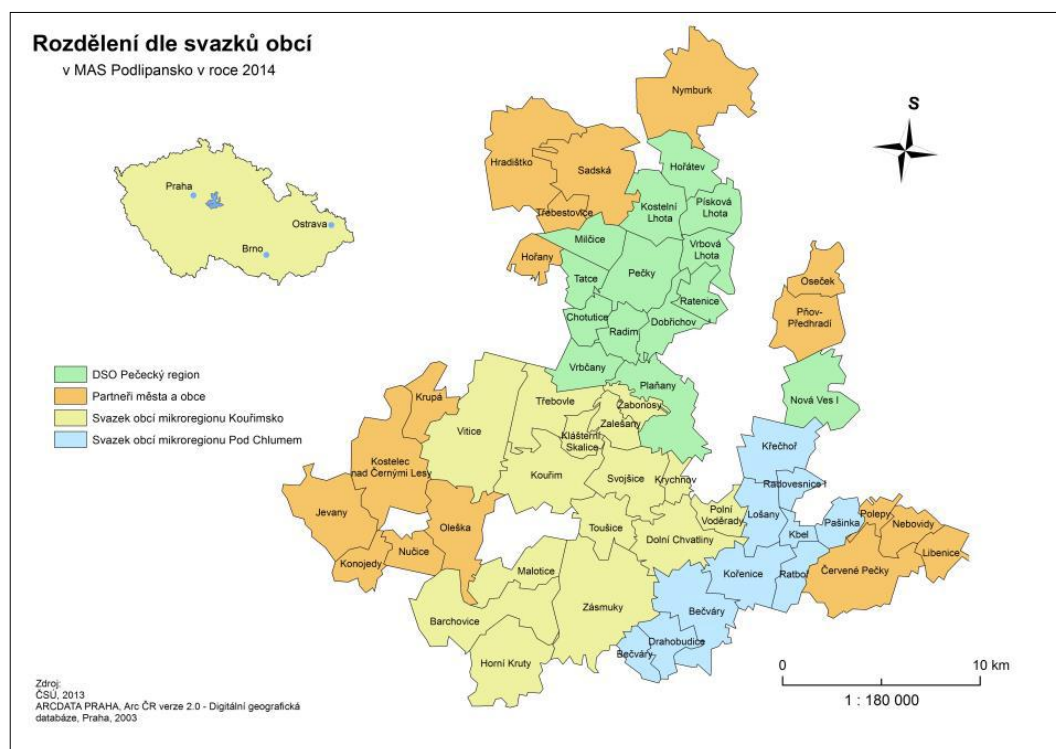 Rozdělení dle svazků obcí
v MAS Podlipansko v roce 2014
S
Praha
Ostrava
Brno
DSO Pečecký region
Partneři města a obce
Svazek obcí mikroregionu Kouřimsko
Svazek obcí mikroregionu Pod Chlumem
Nymburk
Hradištko
Sadská
Hořátev
Třebestovice
Kostelní
Lhota
Písková
Lhota
Milčice
Hořany
Vrbová
Lhota
Pečky
Tatce
Oseček
Ratenice
Pňov-
Předhradí
Chotutice
Radim
Dobřichov
Vrbčany
Plaňany
Nová Ves I
Krupá
Třebovle
Žabonosy
Vitice
Zalešany
Klášterní
Skalice
Křečhoř
Kostelec
nad Černými Lesy
Kouřim
Svojšice
Krychnov
Radovesnice I
Jevany
Oleška
Toušice
Polní
Voděrady
Lošany
Pašinka
Polepy
Nebovidy
Kbel
Dolní Chvatliny
Nučice
Libenice
Konojedy
Malotice
Kořenice
Ratboř
Červené Pečky
Zásmuky
Bečváry
Barchovice
Drahobudice
Bečváry
Horní Kruty
0 10 km
1 : 180 000
Zdroj:
ČSÚ, 2013
ARCDATA PRAHA, Arc ČR verze 2.0 - Digitální geografická
databáze, Praha, 2003